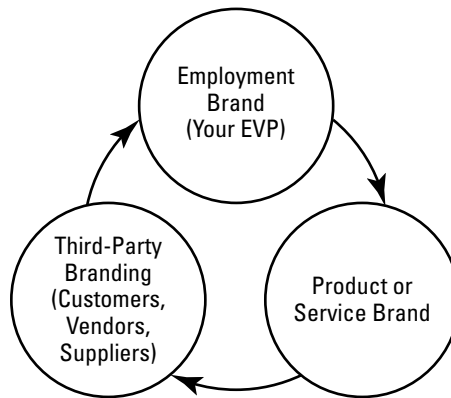 Employment
Brand
(Your EVP)
Third-Party
Branding
(Customers,
Vendors,
Suppliers)
Product or
Service Brand